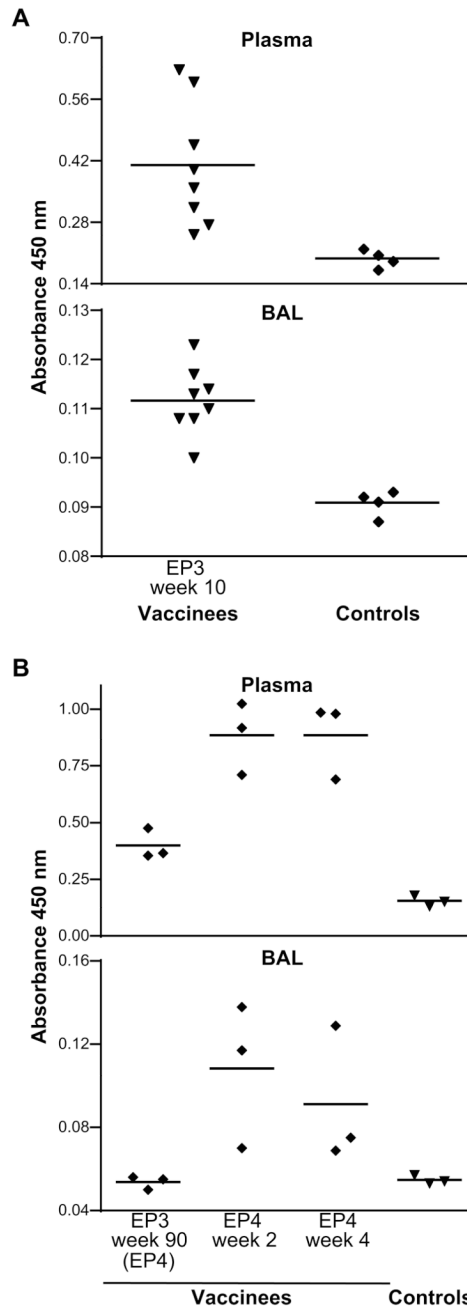 A
Plasma
0.70
0.56
0.42
0.28
0.14
Absorbance 450 nm
BAL
0.13
0.12
0.11
0.10
0.09
0.08
EP3
week 10
Vaccinees Controls
B
Plasma
1.00
0.75
0.50
0.25
0.00
Absorbance 450 nm
BAL
0.16
0.12
0.08
0.04
EP3 EP4 EP4
week 90 week 2 week 4
(EP4)
Vaccinees Controls